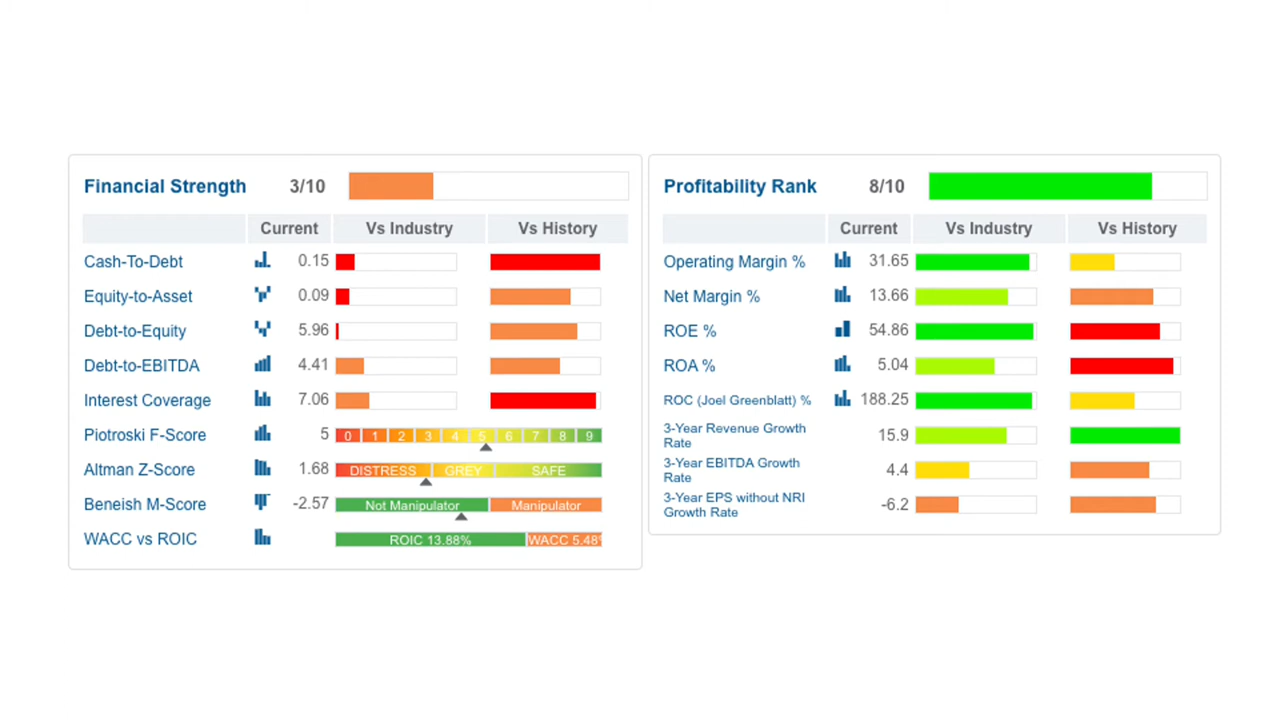 Financial Strength 3/10
Current Vs Industry Vs History
Cash-To-Debt 0.15
Equity-to-Asset 0.09
Debt-to-Equity 5.96
Debt-to-EBITDA 4.41
Interest Coverage 7.06
Piotroski F-Score 5 0 1 2 3 4 5 6 7 8 9
Altman Z-Score 1.68 DISTRESS GREY SAFE
Beneish M-Score -2.57 Not Manipulator Manipulator
WACC vs ROIC ROIC 13.88% WACC 5.48%
Profitability Rank 8/10
Current Vs Industry Vs History
Operating Margin % 31.65
Net Margin % 13.66
ROE % 54.86
ROA % 5.04
ROC (Joel Greenblatt) % 188.25
3-Year Revenue Growth
Rate 15.9
3-Year EBITDA Growth
Rate 4.4
3-Year EPS without NRI
Growth Rate -6.2